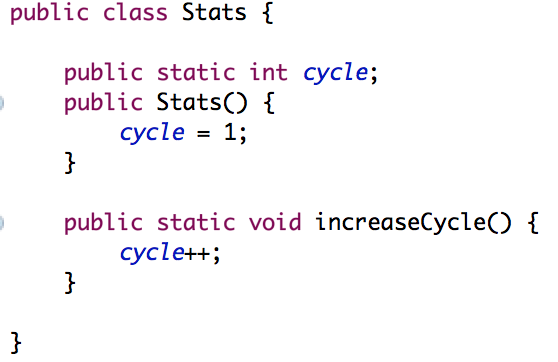 public class Stats {
public static int cycle;
public Stats() {
cycle = 1;
}
public static void increaseCycle() {
cycle++;
}
}